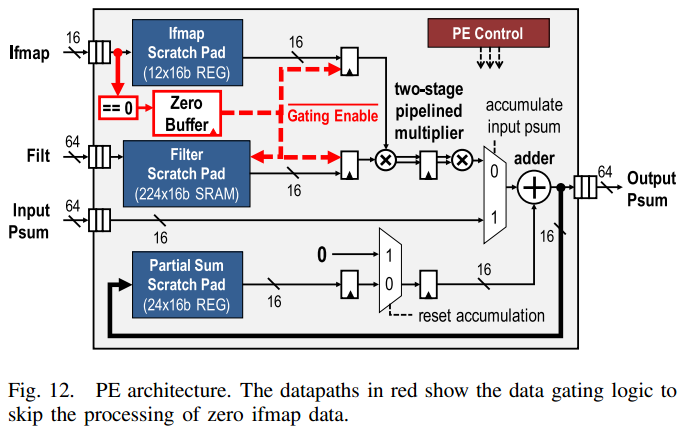 16
Ifmap
Ifmap
Scratch Pad
(12x16b REG)
16
PE Control
== 0
Zero
Buffer
Gating Enable
two-stage
pipelined
multiplier
accumulate
input psum
64
Filt
Filter
Scratch Pad
(224x16b SRAM)
16
0
1
adder
64
Output
Psum
Input
Psum
64
16
16
0
1
0
Partial Sum
Scratch Pad
(24x16b REG)
16
16
reset accumulation
Fig. 12. PE architecture. The datapaths in red show the data gating logic to
skip the processing of zero ifmap data.